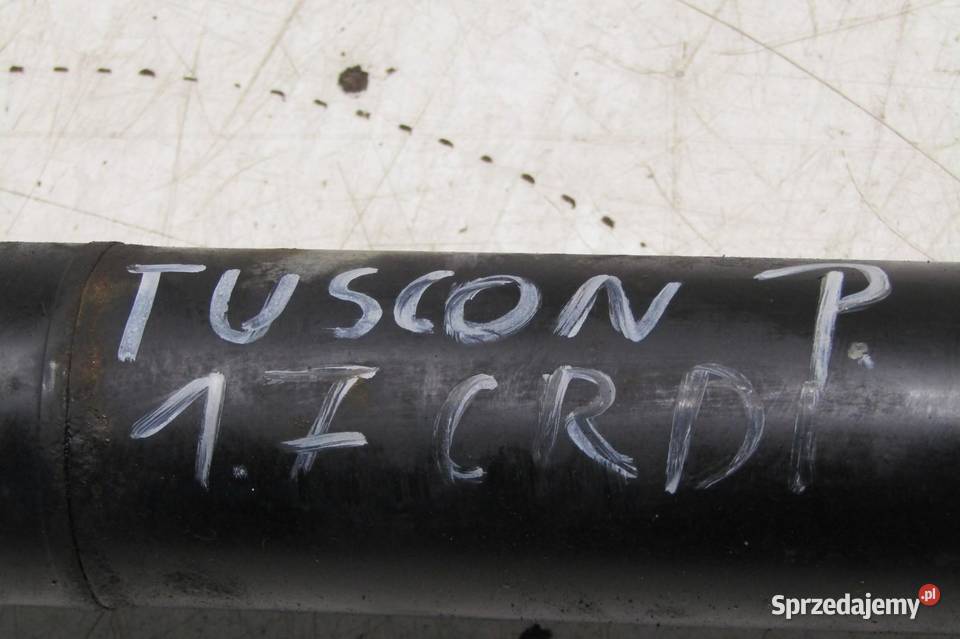 TUSCON P.
1.7 CRDI
Sprzedajemy.pl